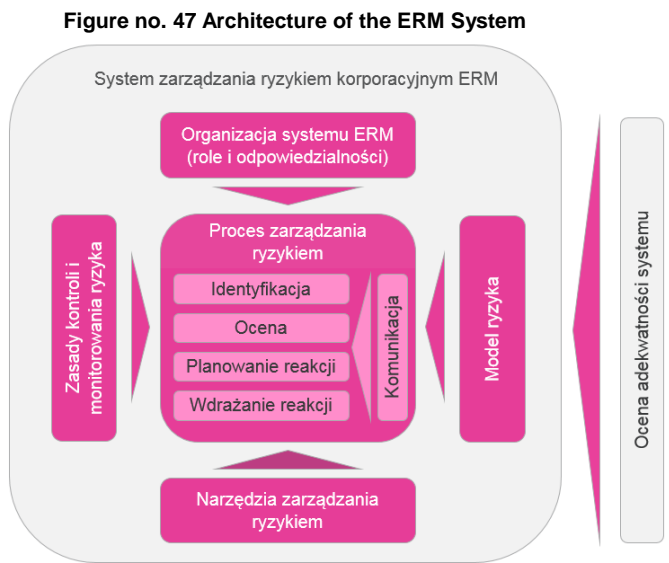 Figure no. 47 Architecture of the ERM System
System zarządzania ryzykiem korporacyjnym ERM
Organizacja systemu ERM
(role i odpowiedzialności)
Zasady kontroli i
monitorowania ryzyka
Proces zarządzania
ryzykiem
Identyfikacja
Ocena
Planowanie reakcji
Wdrażanie reakcji
Komunikacja
Model ryzyka
Narzędzia zarządzania
ryzykiem
Ocena adekwatności systemu